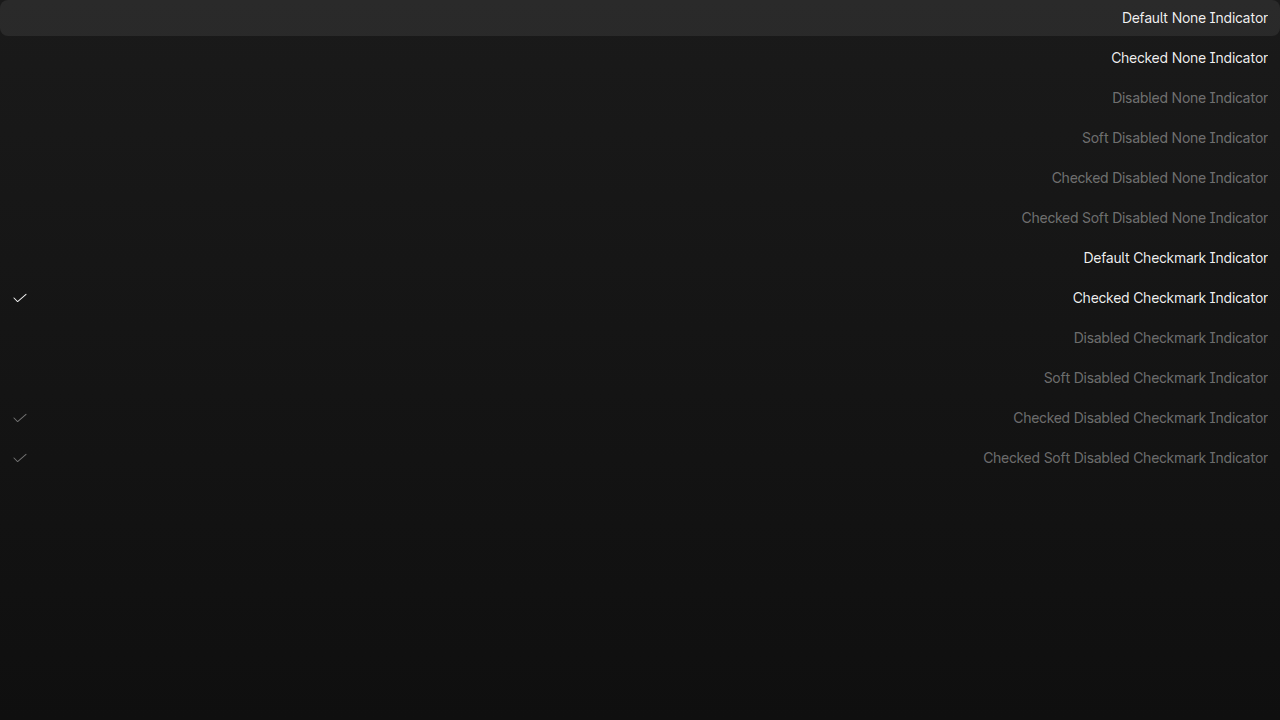 Default None Indicator
Checked None Indicator
Disabled None Indicator
Soft Disabled None Indicator
Checked Disabled None Indicator
Checked Soft Disabled None Indicator
Default Checkmark Indicator
Checked Checkmark Indicator
Disabled Checkmark Indicator
Soft Disabled Checkmark Indicator
Checked Disabled Checkmark Indicator
Checked Soft Disabled Checkmark Indicator